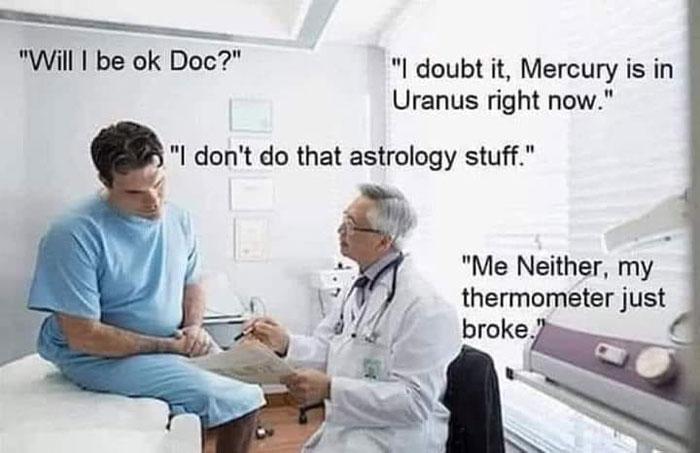 "Will I be ok Doc?"
"I doubt it, Mercury is in
Uranus right now."
"I don't do that astrology stuff."
"Me Neither, my
thermometer just
broke."